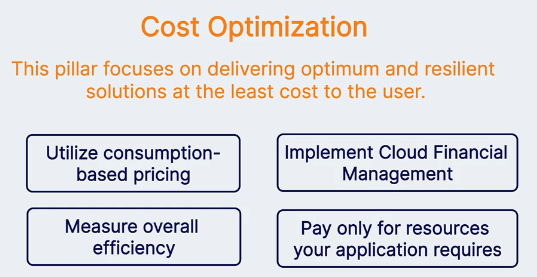 Cost Optimization
This pillar focuses on delivering optimum and resilient
solutions at the least cost to the user.
Utilize consumption-
based pricing
Implement Cloud Financial
Management
Measure overall
efficiency
Pay only for resources
your application requires